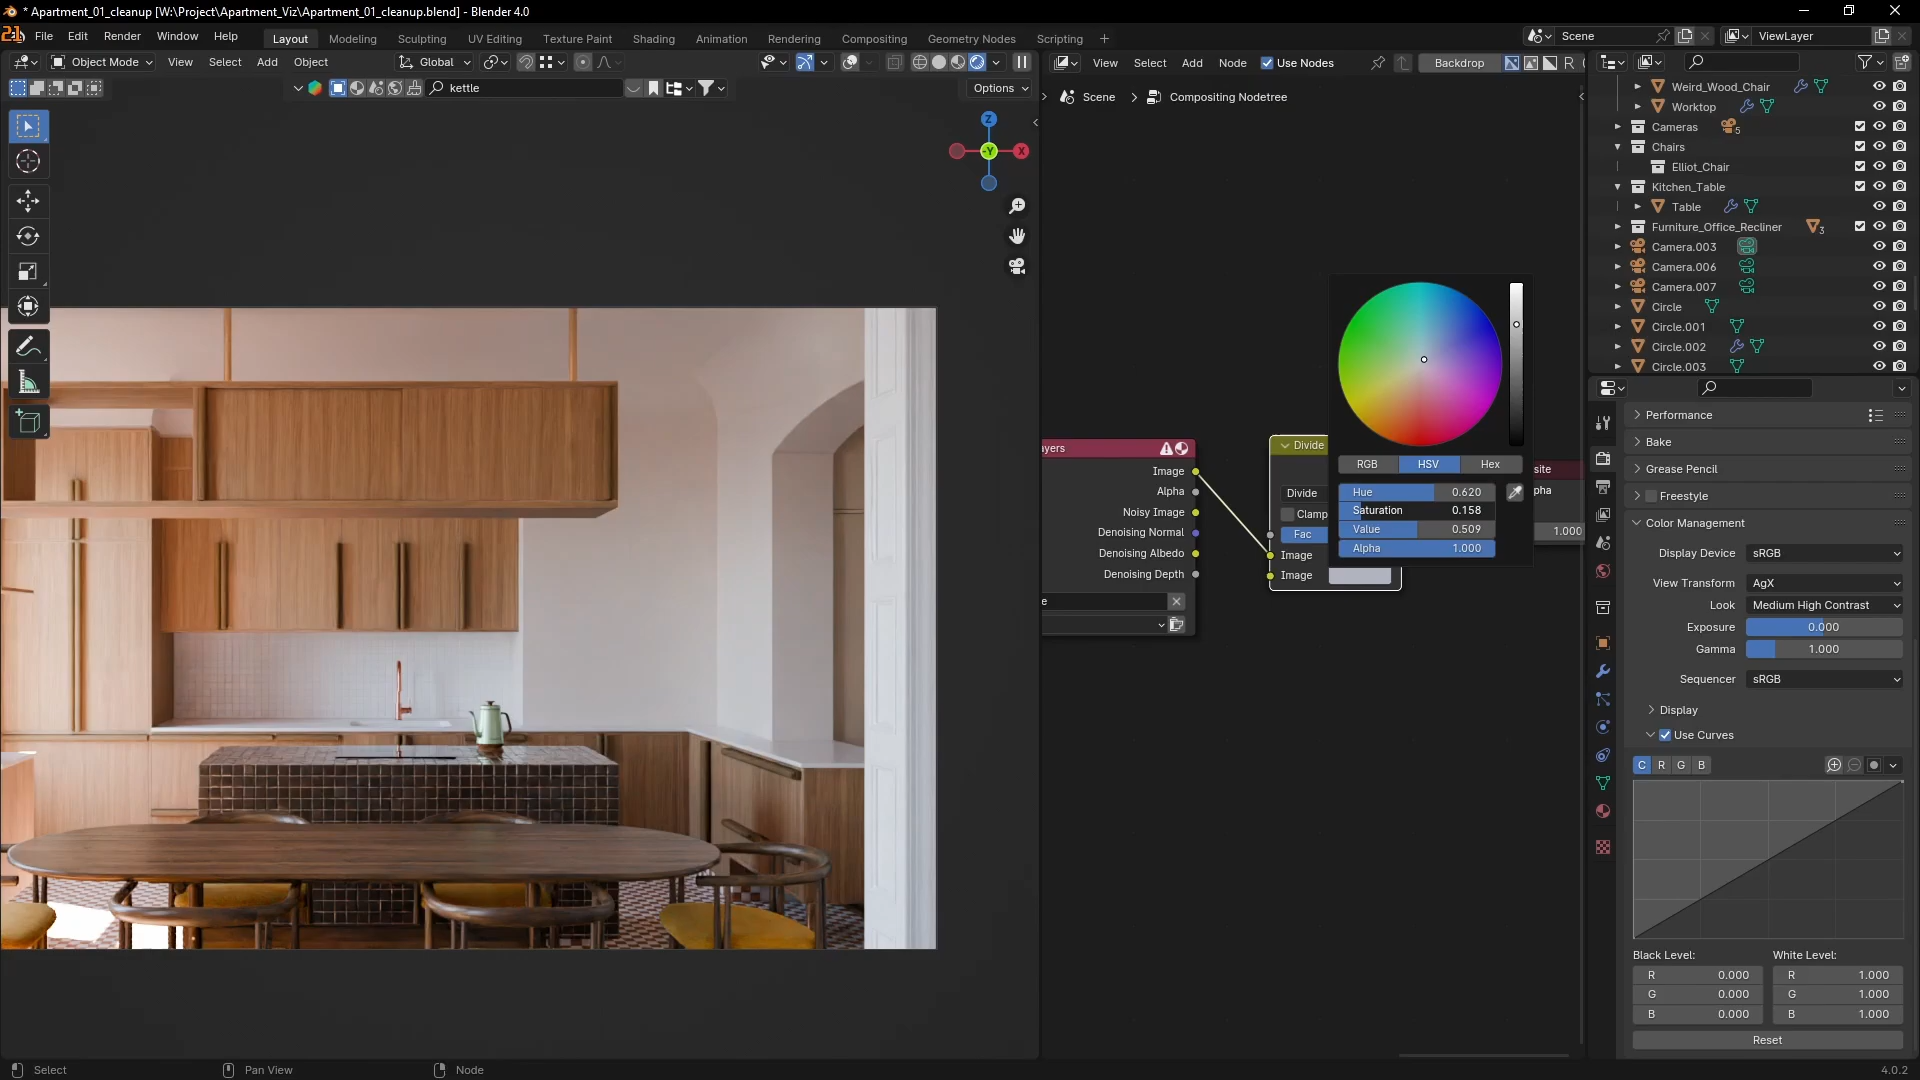 * Apartment_01_cleanup [W:\Project\Apartment_Viz\Apartment_01_cleanup.blend] - Blender 4.0
21
File Edit Render Window Help
Layout Modeling Sculpting UV Editing Texture Paint Shading Animation Rendering Compositing Geometry Nodes Scripting +
Scene
ViewLayer
Object Mode
View Select Add Object
Global
View Select Add Node
Use Nodes
Backdrop
R
kettle
Options
Scene > Compositing Nodetree
Z
-Y
X
Weird_Wood_Chair
Worktop
Cameras 5
Chairs
Elliot_Chair
Kitchen_Table
Table
Furniture_Office_Recliner 3
Camera.003
Camera.006
Camera.007
Circle
Circle.001
Circle.002
Circle.003
ayers
Image
Alpha
Noisy Image
Denoising Normal
Denoising Albedo
Denoising Depth
e
Divide
Divide
Clamp
Fac
Image
Image
RGB HSV Hex
Hue 0.620
Saturation 0.158
Value 0.509
Alpha 1.000
site
pha
1.000
Performance
Bake
Grease Pencil
Freestyle
Color Management
Display Device sRGB
View Transform AgX
Look Medium High Contrast
Exposure 0.000
Gamma 1.000
Sequencer sRGB
Display
Use Curves
C R G B
Black Level: White Level:
R 0.000 R 1.000
G 0.000 G 1.000
B 0.000 B 1.000
Reset
Select Pan View Node
4.0.2